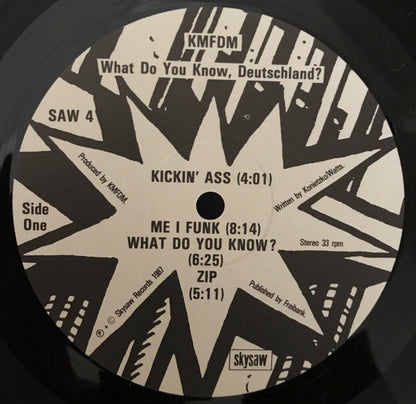 KMFDM
What Do You Know, Deutschland?
SAW 4
KICKIN' ASS (4:01)
Produced by KMFDM.
Written by Konietzko/Watts.
Side
One
ME I FUNK (8:14)
WHAT DO YOU KNOW?
(6:25)
ZIP
(5:11)
Stereo 33 rpm
℗ + © Skysaw Records 1987
Published by Freibank.
skysaw